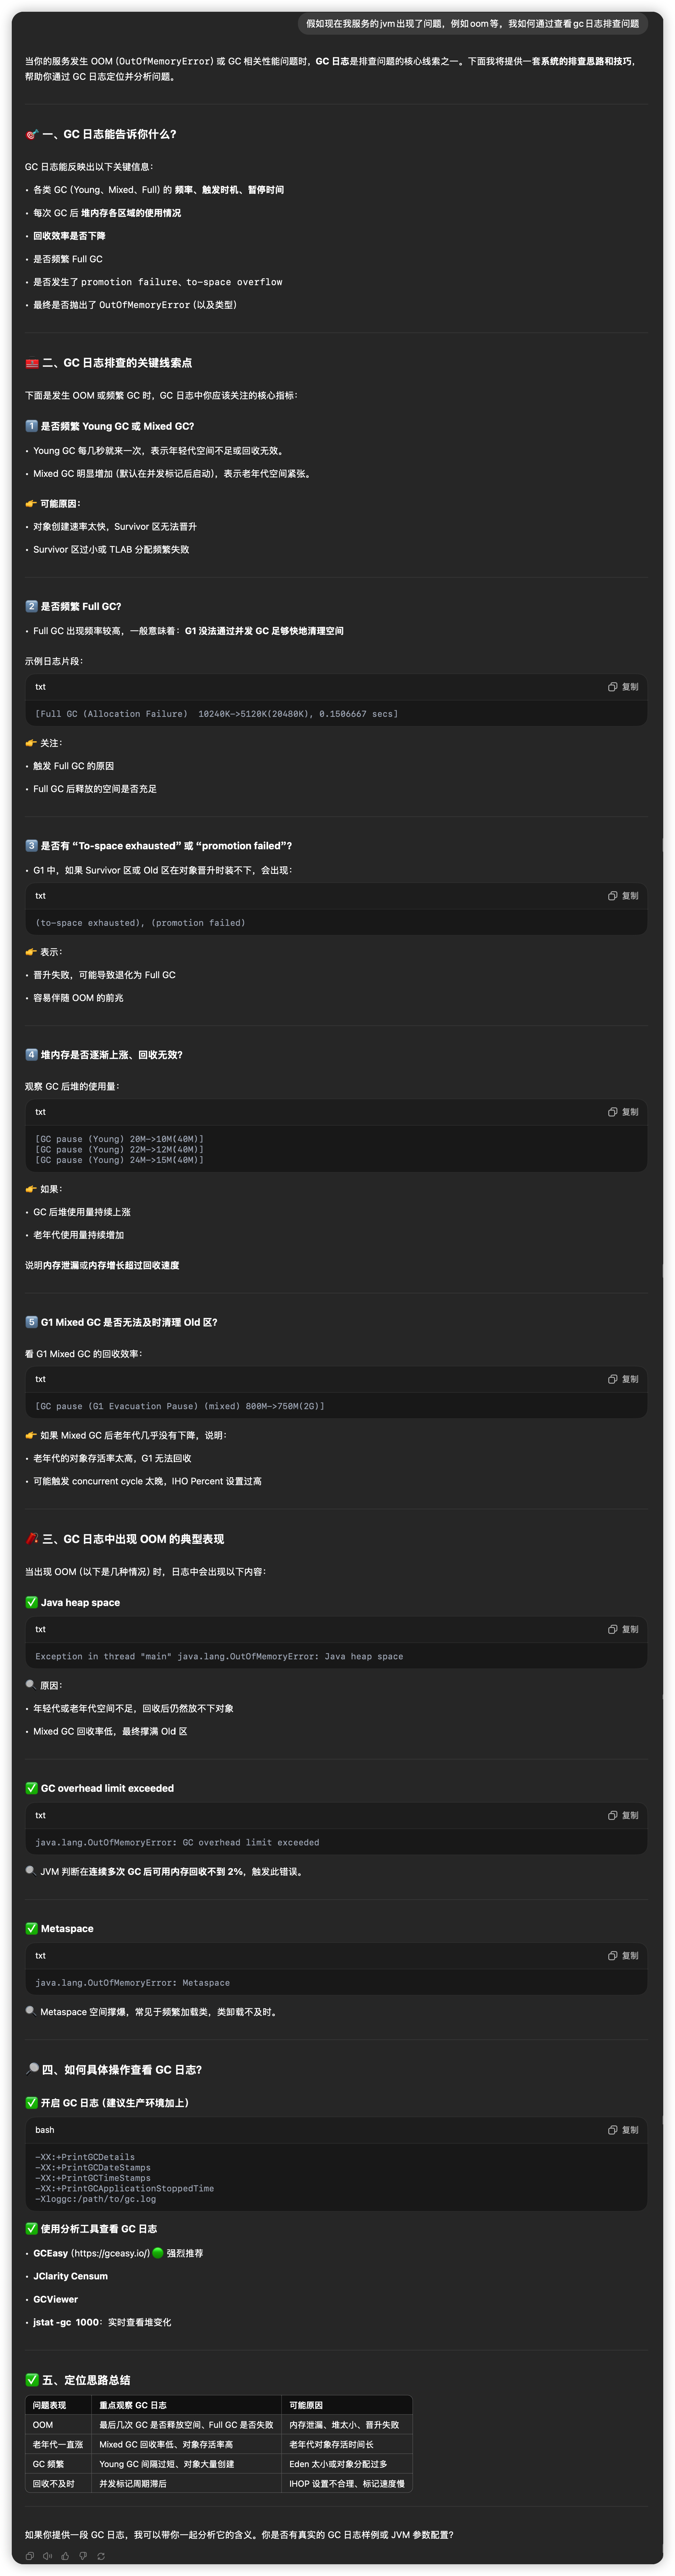 假如现在我服务的jvm出现了问题，例如oom等，我如何通过查看gc日志排查问题
当你的服务发生 OOM (OutOfMemoryError) 或 GC 相关性能问题时，GC 日志是排查问题的核心线索之一。下面我将提供一套系统的排查思路和技巧，
帮助你通过 GC 日志定位并分析问题。
🎯 一、GC 日志能告诉你什么？
GC 日志能反映出以下关键信息：
• 各类 GC (Young、Mixed、Full) 的 频率、触发时机、暂停时间
• 每次 GC 后 堆内存各区域的使用情况
• 回收效率是否下降
• 是否频繁 Full GC
• 是否发生了 promotion failure、to-space overflow
• 最终是否抛出了 OutOfMemoryError (以及类型)
🧰 二、GC 日志排查的关键线索点
下面是发生 OOM 或频繁 GC 时，GC 日志中你应该关注的核心指标：
1️⃣ 是否频繁 Young GC 或 Mixed GC？
• Young GC 每几秒就来一次，表示年轻代空间不足或回收无效。
• Mixed GC 明显增加 (默认在并发标记后启动)，表示老年代空间紧张。
👉 可能原因：
• 对象创建速率太快，Survivor 区无法晋升
• Survivor 区过小或 TLAB 分配频繁失败
2️⃣ 是否频繁 Full GC？
• Full GC 出现频率较高，一般意味着：G1 没法通过并发 GC 足够快地清理空间
示例日志片段：
txt 复制
[Full GC (Allocation Failure)  10240K->5120K(20480K), 0.1506667 secs]
👉 关注：
• 触发 Full GC 的原因
• Full GC 后释放的空间是否充足
3️⃣ 是否有 “To-space exhausted” 或 “promotion failed”？
• G1 中，如果 Survivor 区或 Old 区在对象晋升时装不下，会出现：
txt 复制
(to-space exhausted), (promotion failed)
👉 表示：
• 晋升失败，可能导致退化为 Full GC
• 容易伴随 OOM 的前兆
4️⃣ 堆内存是否逐渐上涨、回收无效？
观察 GC 后堆的使用量：
txt 复制
[GC pause (Young) 20M->10M(40M)]
[GC pause (Young) 22M->12M(40M)]
[GC pause (Young) 24M->15M(40M)]
👉 如果：
• GC 后堆使用量持续上涨
• 老年代使用量持续增加
说明内存泄漏或内存增长超过回收速度
5️⃣ G1 Mixed GC 是否无法及时清理 Old 区？
看 G1 Mixed GC 的回收效率：
txt 复制
[GC pause (G1 Evacuation Pause) (mixed) 800M->750M(2G)]
👉 如果 Mixed GC 后老年代几乎没有下降，说明：
• 老年代的对象存活率太高，G1 无法回收
• 可能触发 concurrent cycle 太晚，IHO Percent 设置过高
🧨 三、GC 日志中出现 OOM 的典型表现
当出现 OOM (以下是几种情况) 时，日志中会出现以下内容：
✅ Java heap space
txt 复制
Exception in thread "main" java.lang.OutOfMemoryError: Java heap space
🔍 原因：
• 年轻代或老年代空间不足，回收后仍然放不下对象
• Mixed GC 回收率低，最终撑满 Old 区
✅ GC overhead limit exceeded
txt 复制
java.lang.OutOfMemoryError: GC overhead limit exceeded
🔍 JVM 判断在连续多次 GC 后可用内存回收不到 2%，触发此错误。
✅ Metaspace
txt 复制
java.lang.OutOfMemoryError: Metaspace
🔍 Metaspace 空间撑爆，常见于频繁加载类，类卸载不及时。
🔎 四、如何具体操作查看 GC 日志？
✅ 开启 GC 日志 (建议生产环境加上)
bash 复制
-XX:+PrintGCDetails
-XX:+PrintGCDateStamps
-XX:+PrintGCTimeStamps
-XX:+PrintGCApplicationStoppedTime
-Xloggc:/path/to/gc.log
✅ 使用分析工具查看 GC 日志
• GCEasy (https://gceasy.io/) 🟢 强烈推荐
• JClarity Censum
• GCViewer
• jstat -gc 1000：实时查看堆变化
✅ 五、定位思路总结
问题表现 重点观察 GC 日志 可能原因
OOM 最后几次 GC 是否释放空间、Full GC 是否失败 内存泄漏、堆太小、晋升失败
老年代一直涨 Mixed GC 回收率低、对象存活率高 老年代对象存活时间长
GC 频繁 Young GC 间隔过短、对象大量创建 Eden 太小或对象分配过多
回收不及时 并发标记周期滞后 IHOP 设置不合理、标记速度慢
如果你提供一段 GC 日志，我可以带你一起分析它的含义。你是否有真实的 GC 日志样例或 JVM 参数配置？